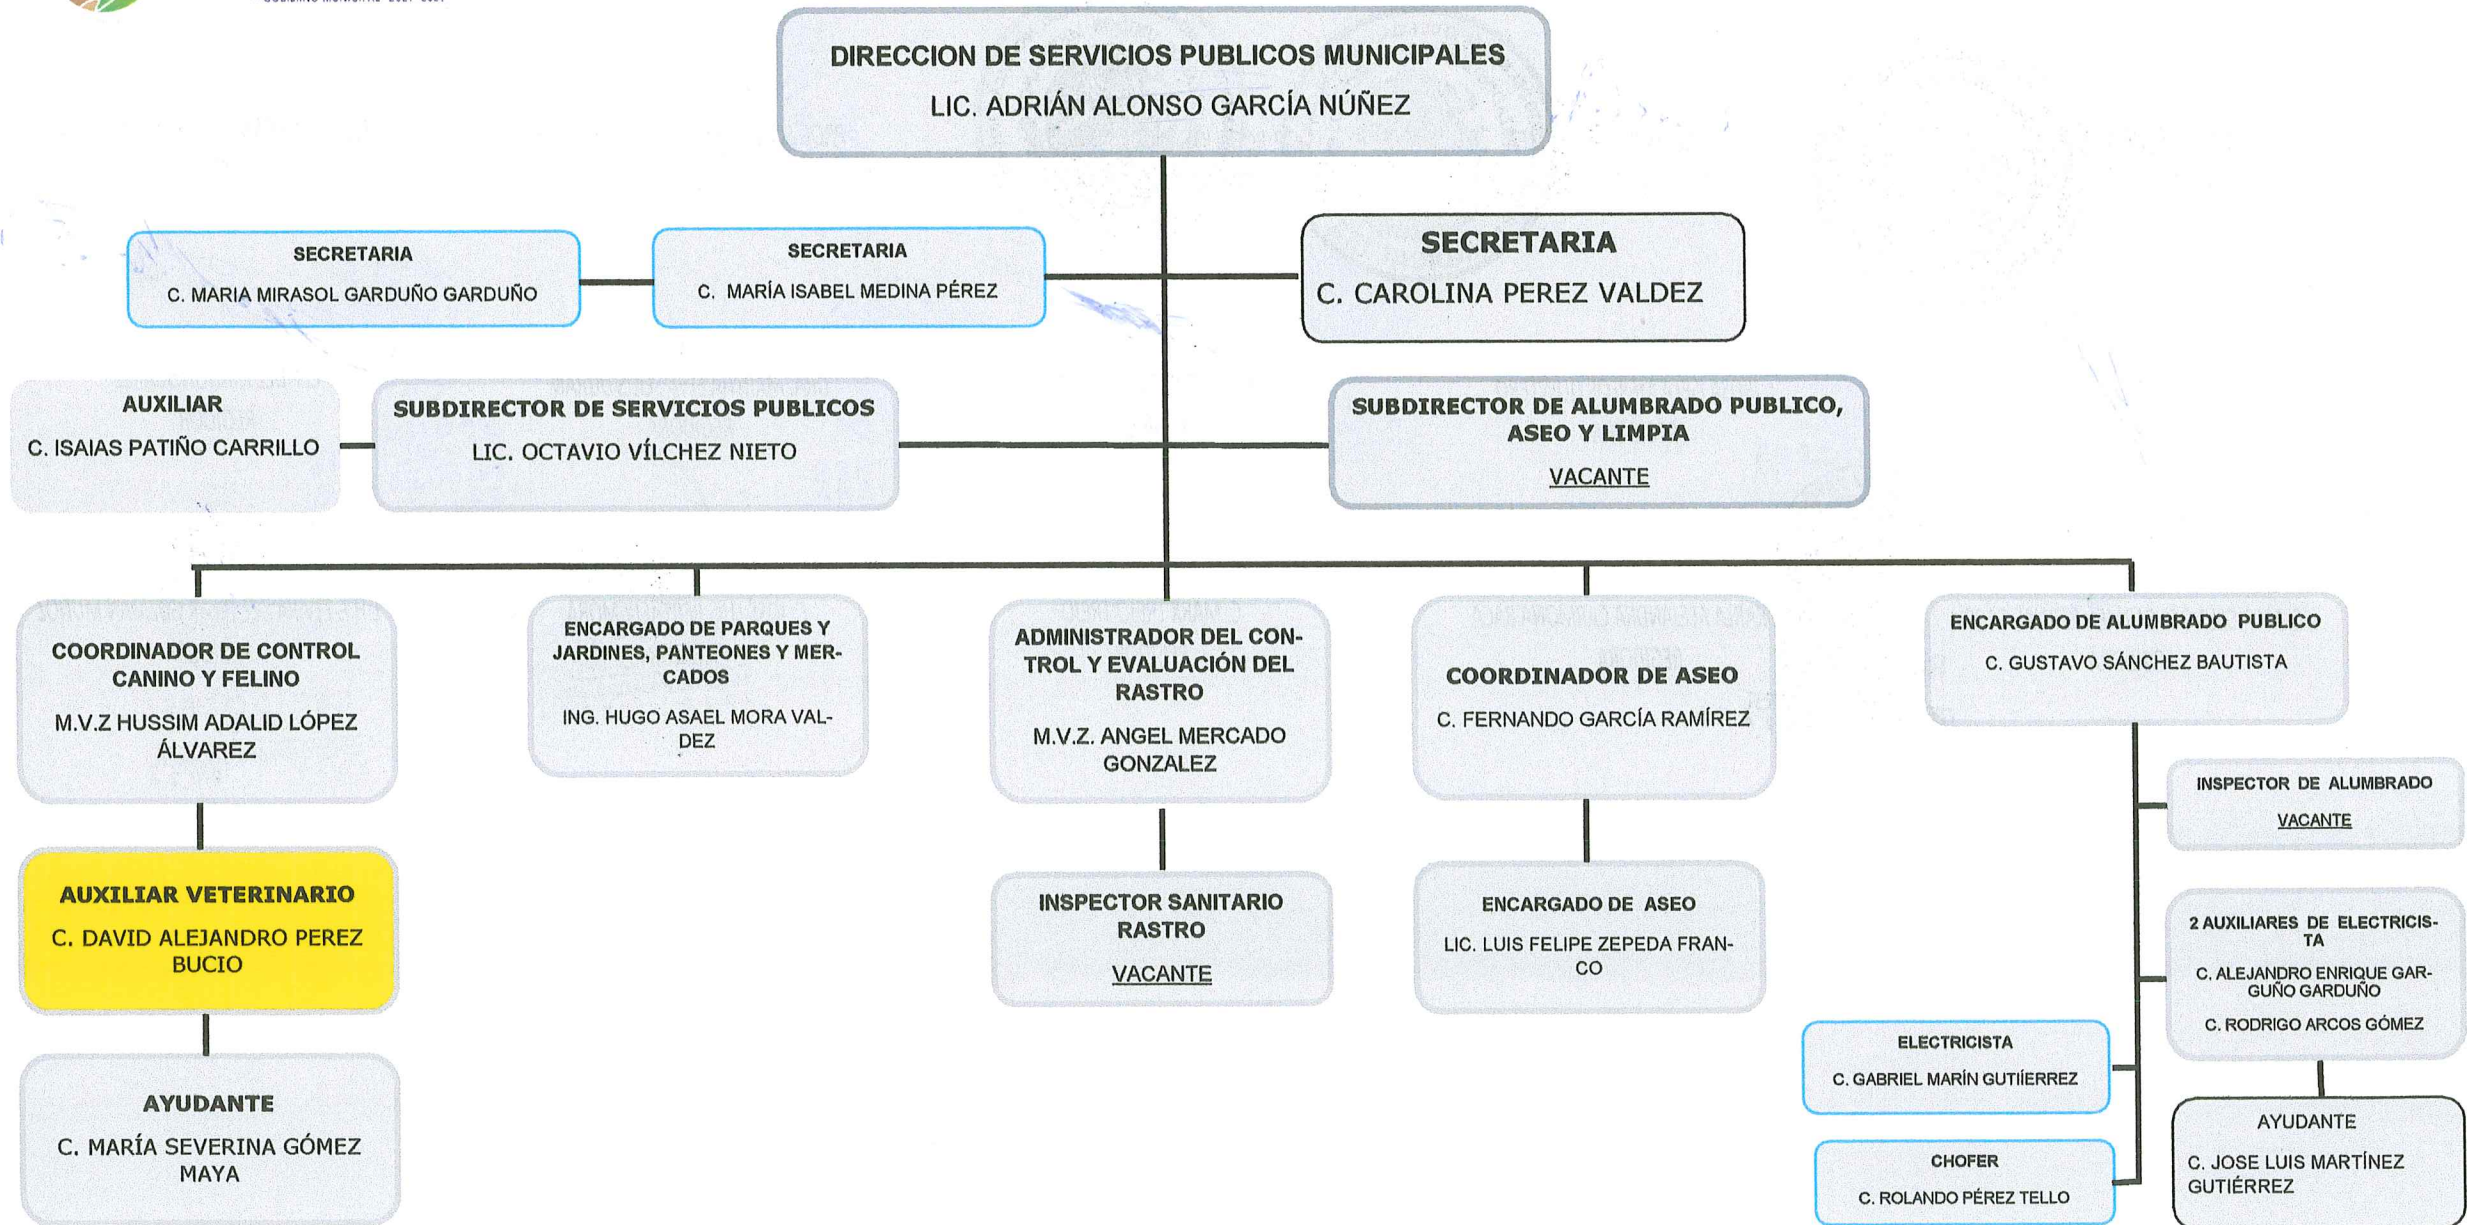 DIRECCION DE SERVICIOS PUBLICOS MUNICIPALES
LIC. ADRIÁN ALONSO GARCÍA NÚÑEZ
SECRETARIA
C. MARIA MIRASOL GARDUÑO GARDUÑO
SECRETARIA
C. MARÍA ISABEL MEDINA PÉREZ
SECRETARIA
C. CAROLINA PEREZ VALDEZ
AUXILIAR
C. ISAIAS PATIÑO CARRILLO
SUBDIRECTOR DE SERVICIOS PUBLICOS
LIC. OCTAVIO VÍLCHEZ NIETO
SUBDIRECTOR DE ALUMBRADO PUBLICO,
ASEO Y LIMPIA
VACANTE
COORDINADOR DE CONTROL
CANINO Y FELINO
M.V.Z HUSSIM ADALID LÓPEZ
ÁLVAREZ
AUXILIAR VETERINARIO
C. DAVID ALEJANDRO PEREZ
BUCIO
AYUDANTE
C. MARÍA SEVERINA GÓMEZ
MAYA
ENCARGADO DE PARQUES Y
JARDINES, PANTEONES Y MER-
CADOS
ING. HUGO ASAEL MORA VAL-
DEZ
ADMINISTRADOR DEL CON-
TROL Y EVALUACIÓN DEL
RASTRO
M.V.Z. ANGEL MERCADO
GONZALEZ
INSPECTOR SANITARIO
RASTRO
VACANTE
COORDINADOR DE ASEO
C. FERNANDO GARCÍA RAMÍREZ
ENCARGADO DE ASEO
LIC. LUIS FELIPE ZEPEDA FRAN-
CO
ENCARGADO DE ALUMBRADO PUBLICO
C. GUSTAVO SÁNCHEZ BAUTISTA
INSPECTOR DE ALUMBRADO
VACANTE
2 AUXILIARES DE ELECTRICIS-
TA
C. ALEJANDRO ENRIQUE GAR-
GUÑO GARDUÑO
C. RODRIGO ARCOS GÓMEZ
ELECTRICISTA
C. GABRIEL MARÍN GUTIÍERREZ
CHOFER
C. ROLANDO PÉREZ TELLO
AYUDANTE
C. JOSE LUIS MARTÍNEZ
GUTIÉRREZ